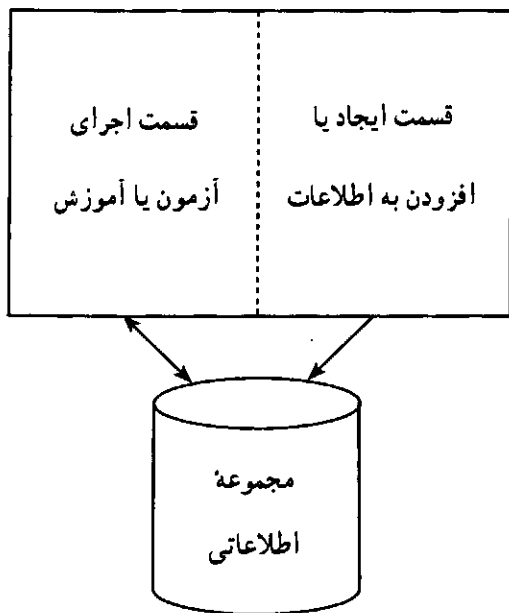 قسمت ایجاد یا
افزودن به اطلاعات
قسمت اجرای
آزمون یا آموزش
مجموعهٔ
اطلاعاتی